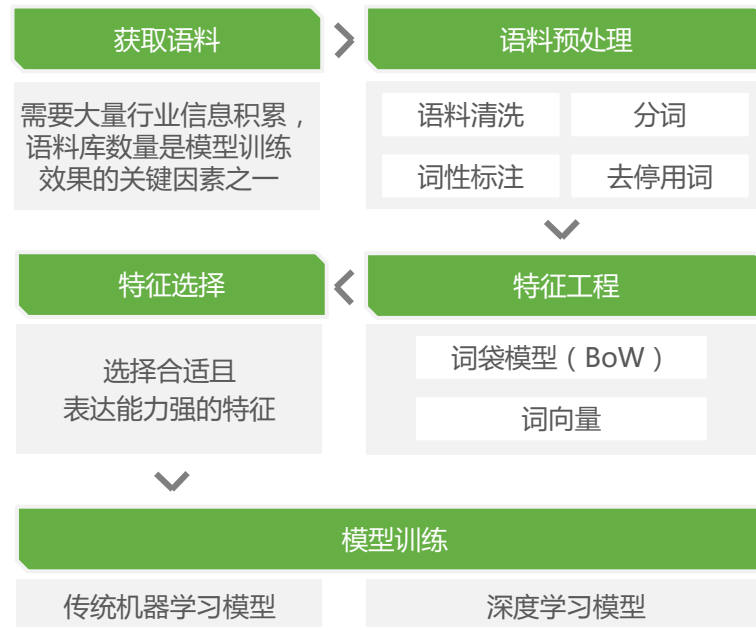 获取语料
语料预处理
需要大量行业信息积累，
语料库数量是模型训练
效果的关键因素之一
语料清洗
分词
词性标注
去停用词
特征选择
特征工程
选择合适且
表达能力强的特征
词袋模型（BoW）
词向量
模型训练
传统机器学习模型
深度学习模型